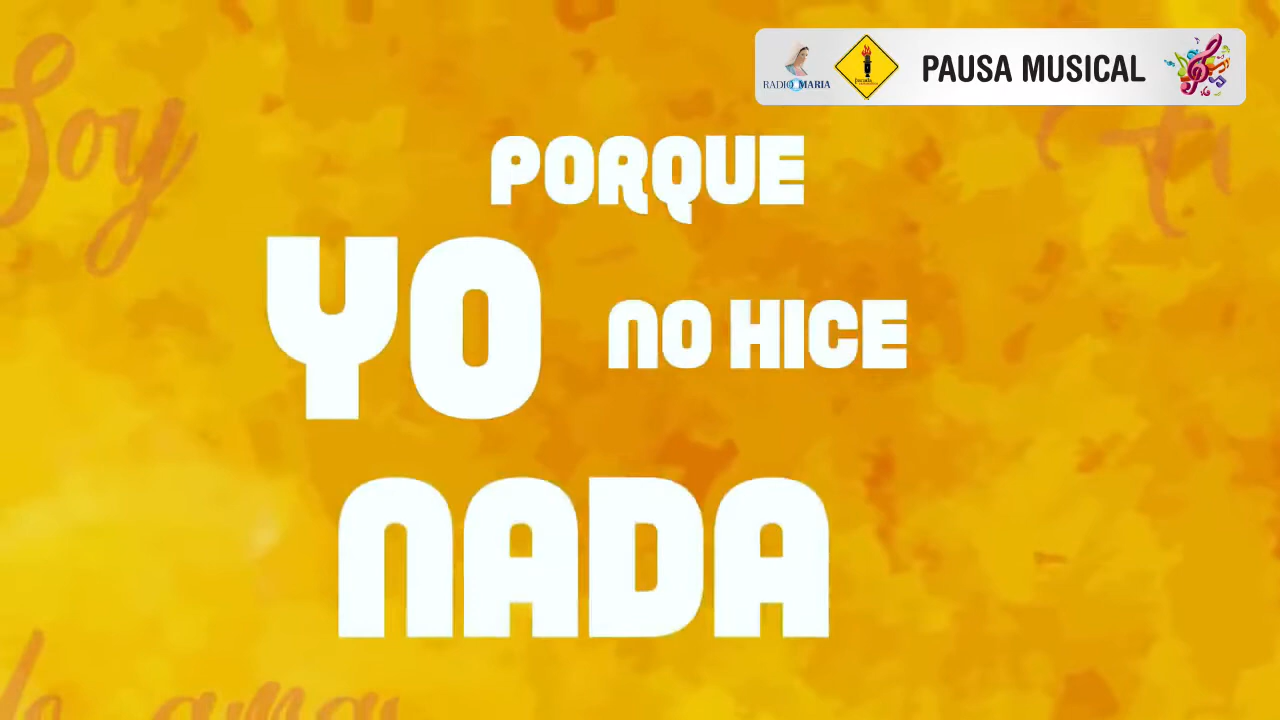 RADIO MARIA
PAUSA MUSICAL
Soy
PORQUE
YO NO HICE
NADA